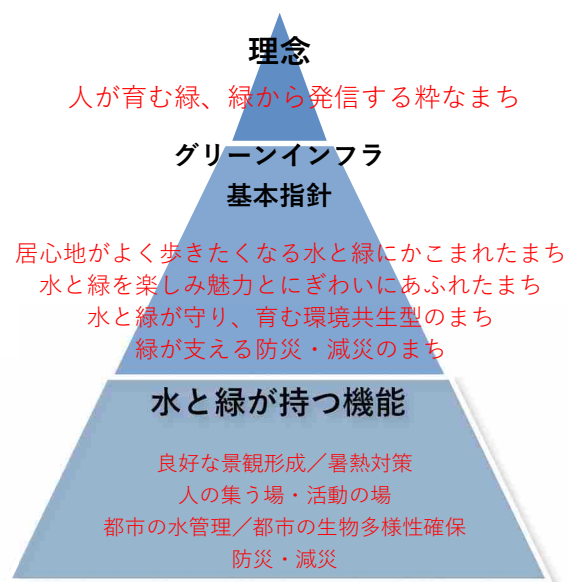 理念
人が育む緑、緑から発信する粋なまち
グリーンインフラ
基本指針
居心地がよく歩きたくなる水と緑にかこまれたまち
水と緑を楽しみ魅力とにぎわいにあふれたまち
水と緑が守り、育む環境共生型のまち
緑が支える防災・減災のまち
水と緑が持つ機能
良好な景観形成／暑熱対策
人の集う場・活動の場
都市の水管理／都市の生物多様性確保
防災・減災